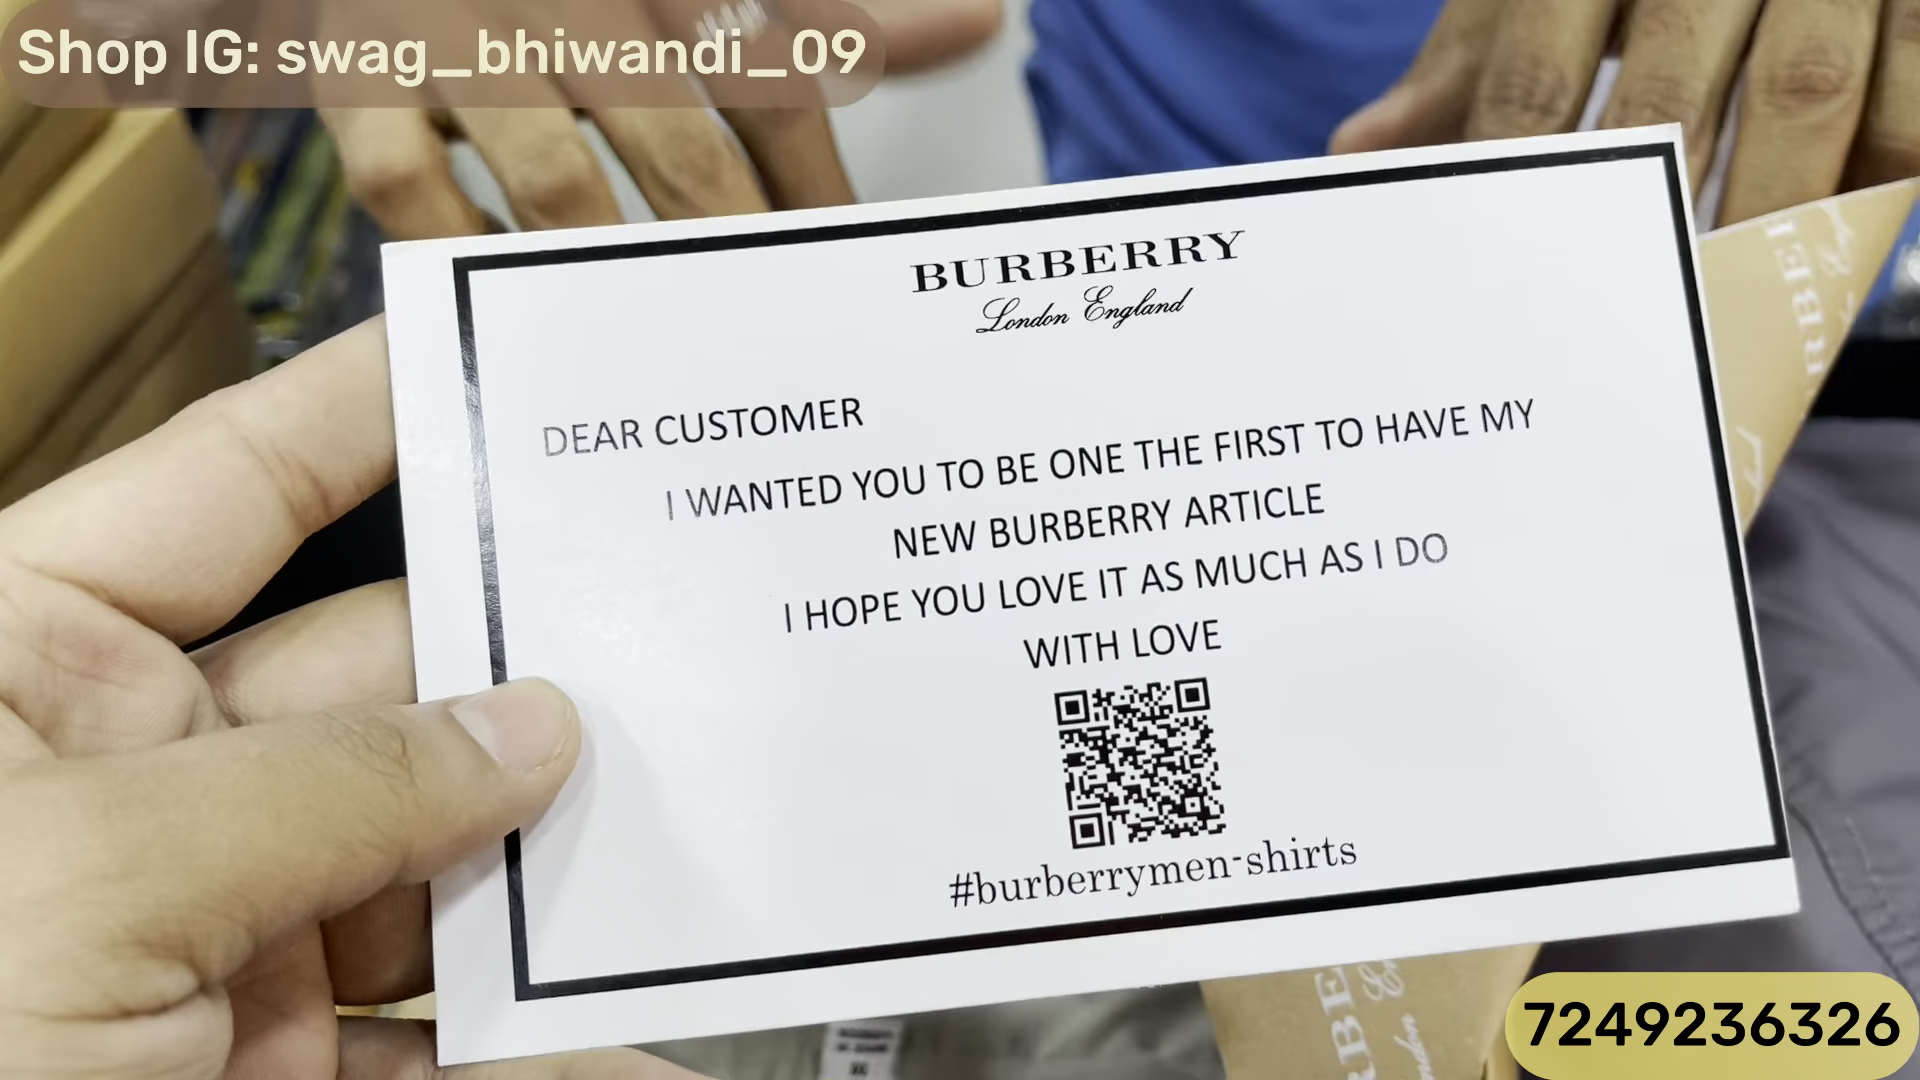 Shop IG: swag_bhiwandi_09
BURBERRY
London England
DEAR CUSTOMER
I WANTED YOU TO BE ONE THE FIRST TO HAVE MY
NEW BURBERRY ARTICLE
I HOPE YOU LOVE IT AS MUCH AS I DO
WITH LOVE
#burberrymen-shirts
7249236326